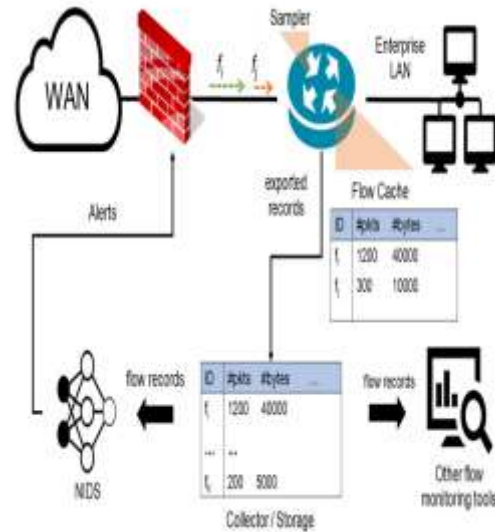 Sampler
WAN
Enterprise
LAN
exported
records
Flow Cache
Alerts
ID #pkts #bytes ...
1200 40000
300 10000
flow records
ID #pkts #bytes ...
1200 40000
... ...
200 5000
flow records
NIDS
Collector / Storage
Other flow
monitoring tools